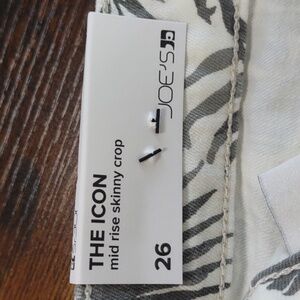 JOE'S
THE ICON
mid rise skinny crop
26